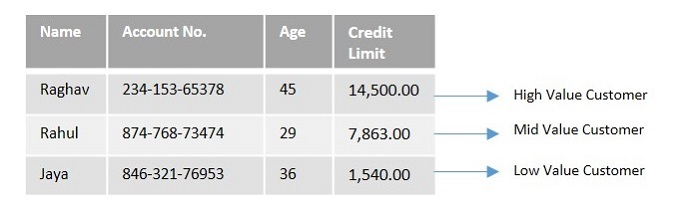 Name Account No. Age Credit Limit
Raghav 234-153-65378 45 14,500.00 High Value Customer
Rahul 874-768-73474 29 7,863.00 Mid Value Customer
Jaya 846-321-76953 36 1,540.00 Low Value Customer